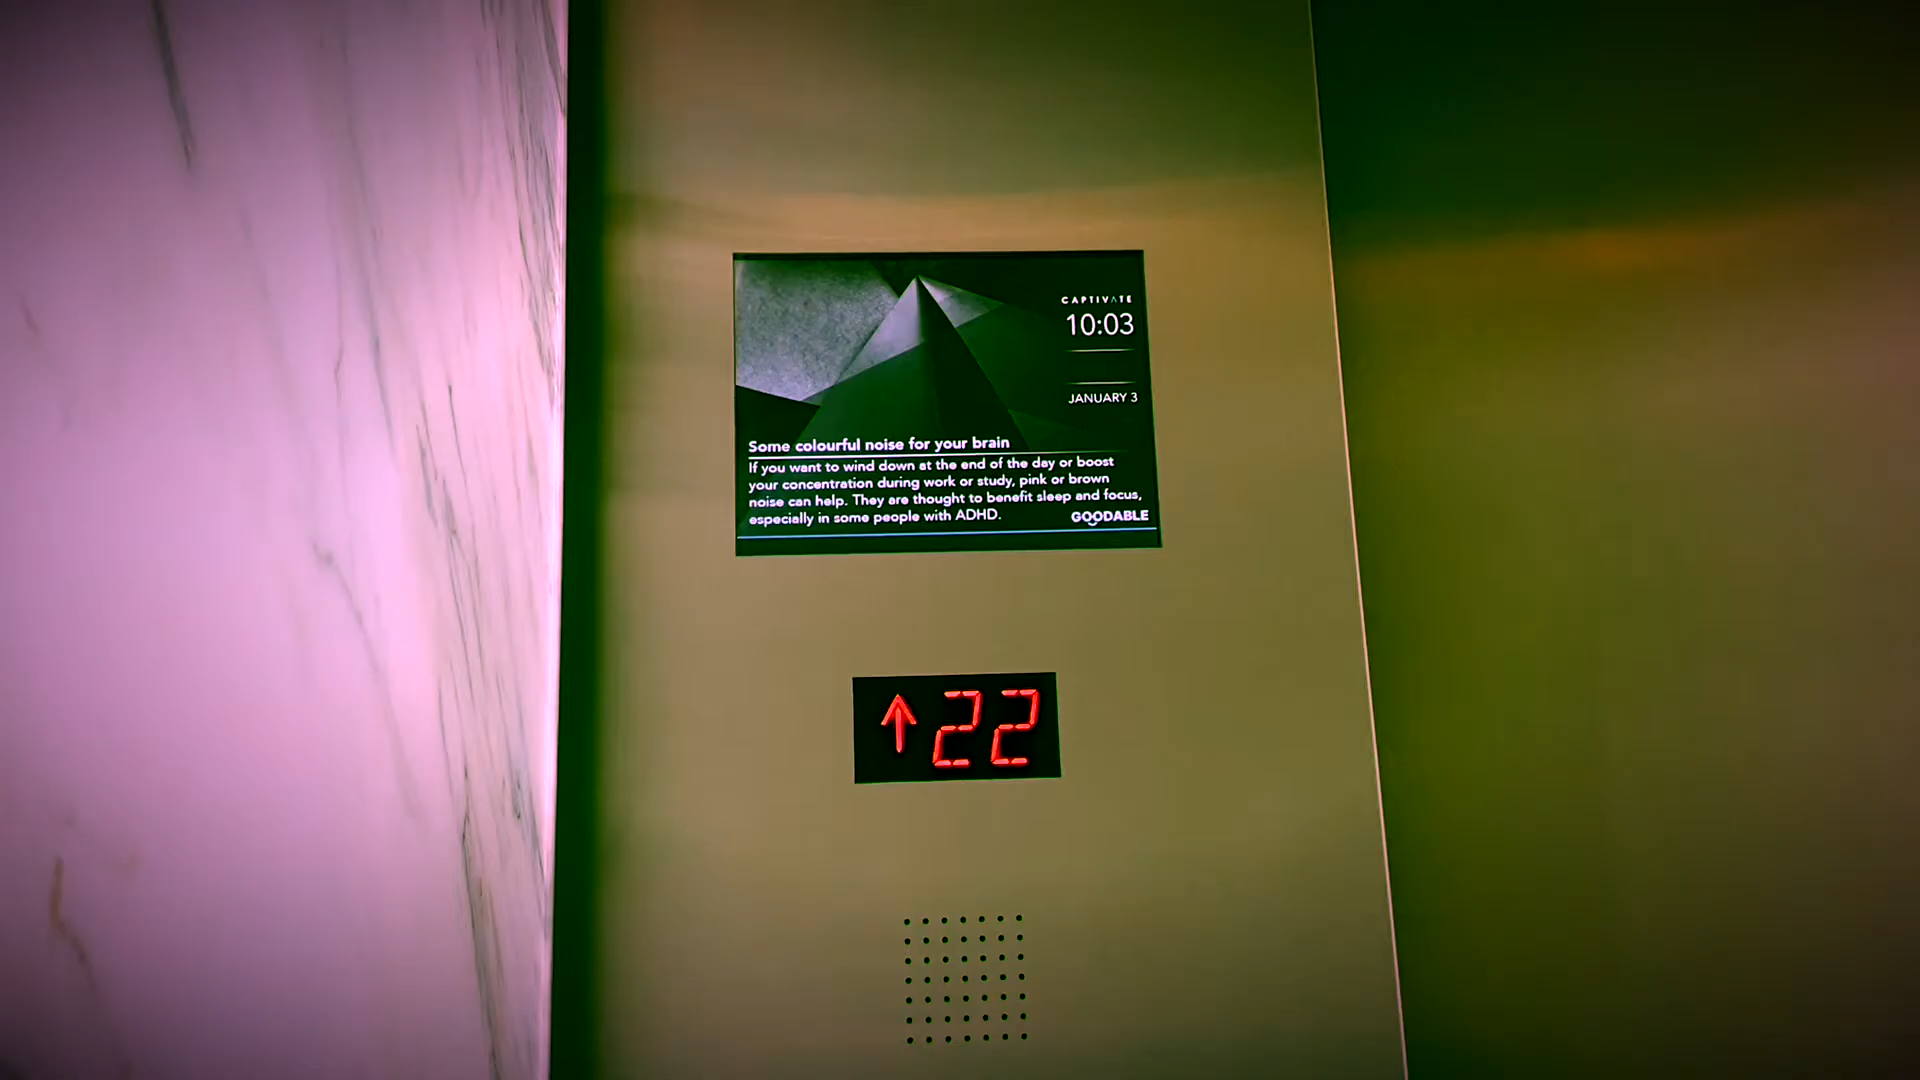 CAPTIVATE
10:03
JANUARY 3
Some colourful noise for your brain
If you want to wind down at the end of the day or boost
your concentration during work or study, pink or brown
noise can help. They are thought to benefit sleep and focus,
especially in some people with ADHD.
GOODABLE
↑22